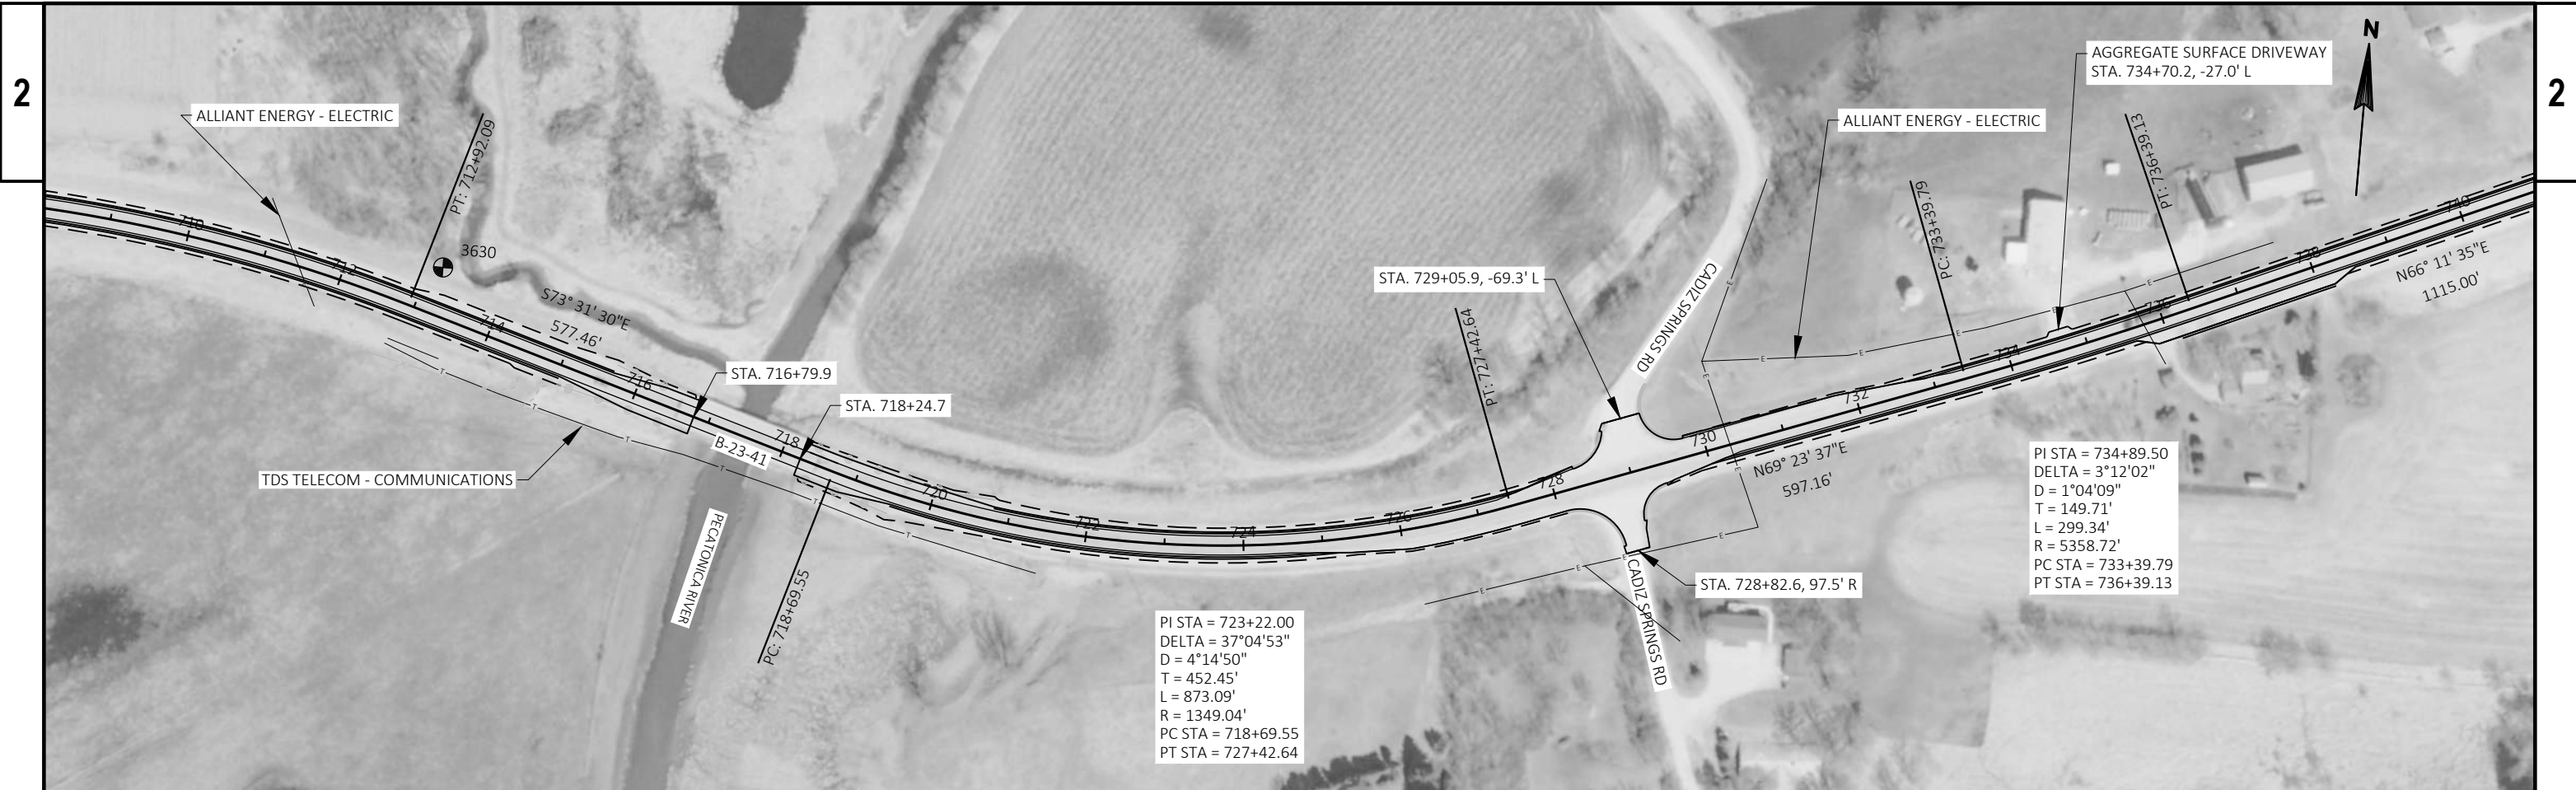 2
2
N
AGGREGATE SURFACE DRIVEWAY
STA. 734+70.2, -27.0' L
ALLIANT ENERGY - ELECTRIC
PT: 712+92.09
ALLIANT ENERGY - ELECTRIC
PT: 736+39.13
PC: 733+39.79
710
712
3630
S73° 31' 30"E
577.46'
714
716
STA. 716+79.9
STA. 718+24.7
718
B-23-41
TDS TELECOM - COMMUNICATIONS
PECATONICA RIVER
PC: 718+69.55
720
722
724
726
728
730
732
734
736
738
740
STA. 729+05.9, -69.3' L
PT: 727+42.64
CADIZ SPRINGS RD
N69° 23' 37"E
597.16'
N66° 11' 35"E
1115.00'
STA. 728+82.6, 97.5' R
CADIZ SPRINGS RD
T
T
T
T
T
T
E
E
E
E
E
E
E
E
E
E
E
E
PI STA = 723+22.00
DELTA = 37°04'53"
D = 4°14'50"
T = 452.45'
L = 873.09'
R = 1349.04'
PC STA = 718+69.55
PT STA = 727+42.64
PI STA = 734+89.50
DELTA = 3°12'02"
D = 1°04'09"
T = 149.71'
L = 299.34'
R = 5358.72'
PC STA = 733+39.79
PT STA = 736+39.13